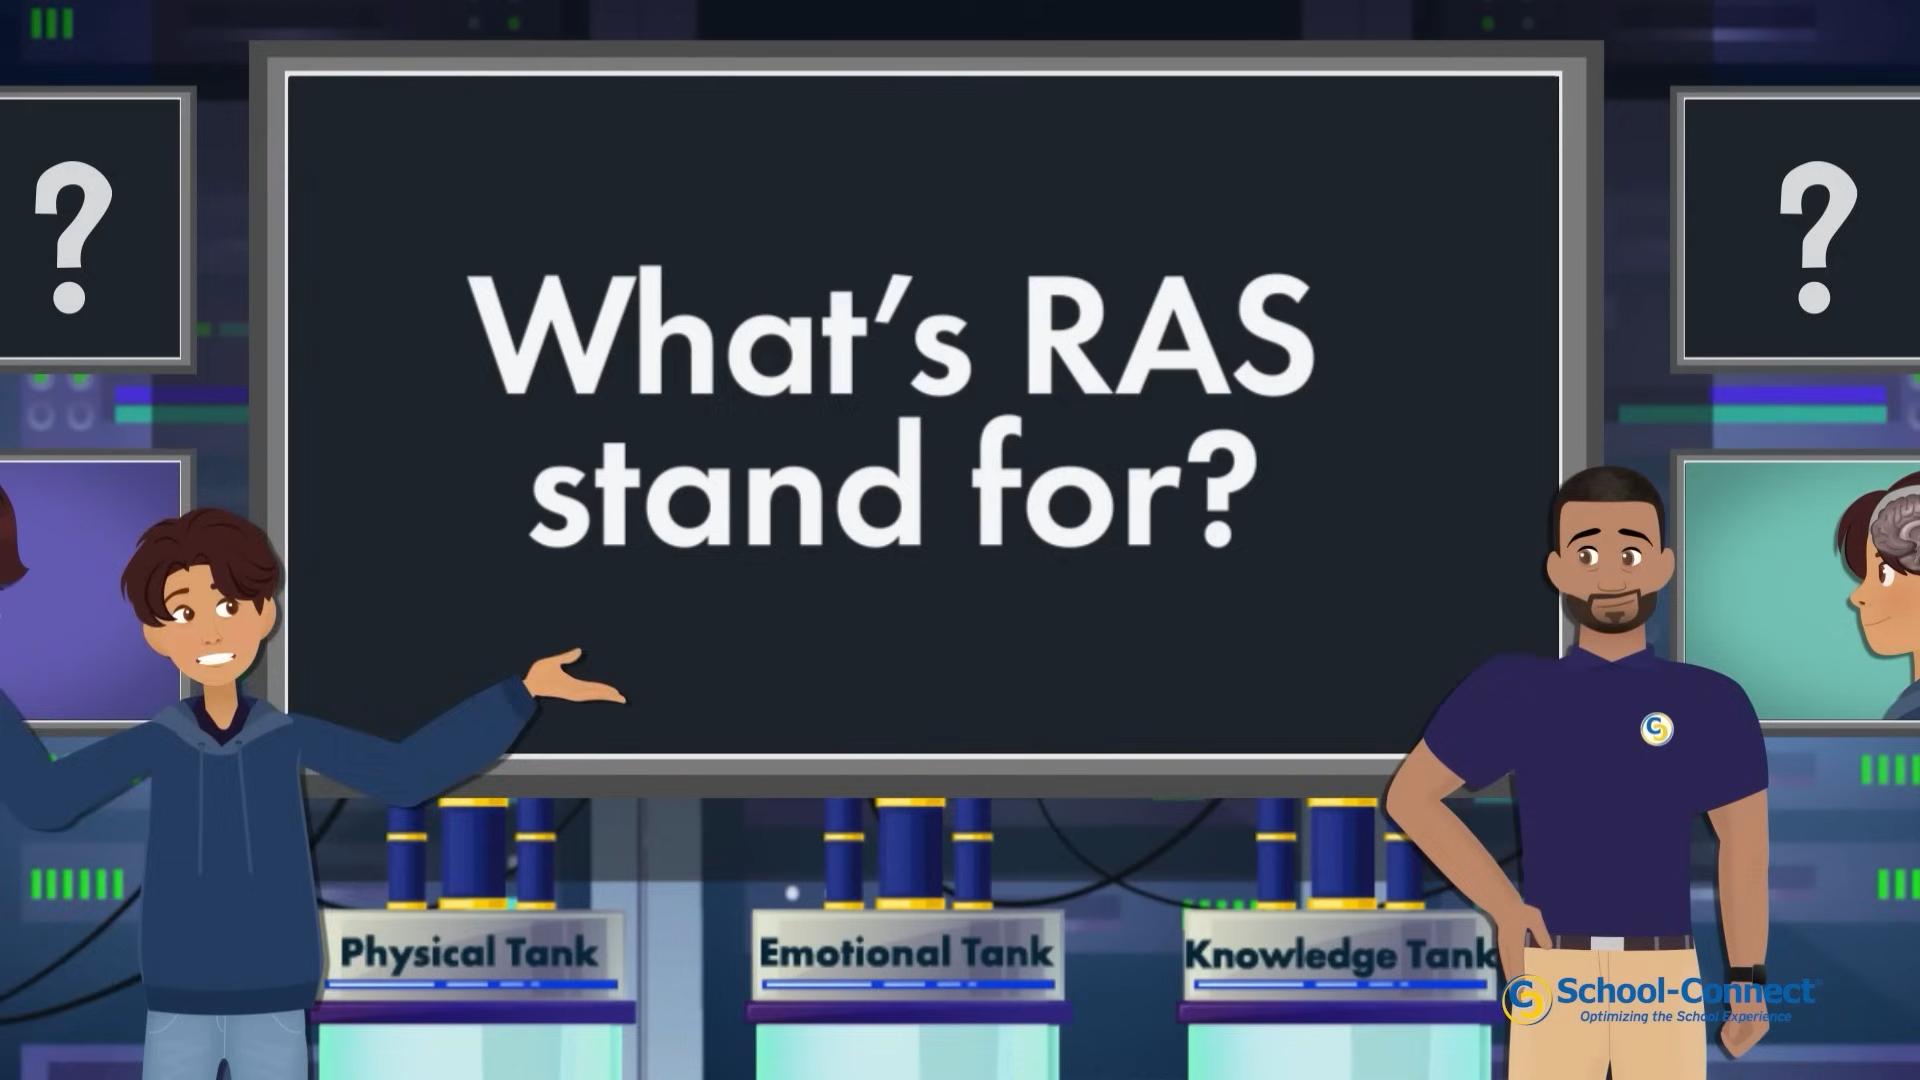 ?
What's RAS
stand for?
?
Physical Tank
Emotional Tank
Knowledge Tank
School-Connect
Optimizing the School Experience